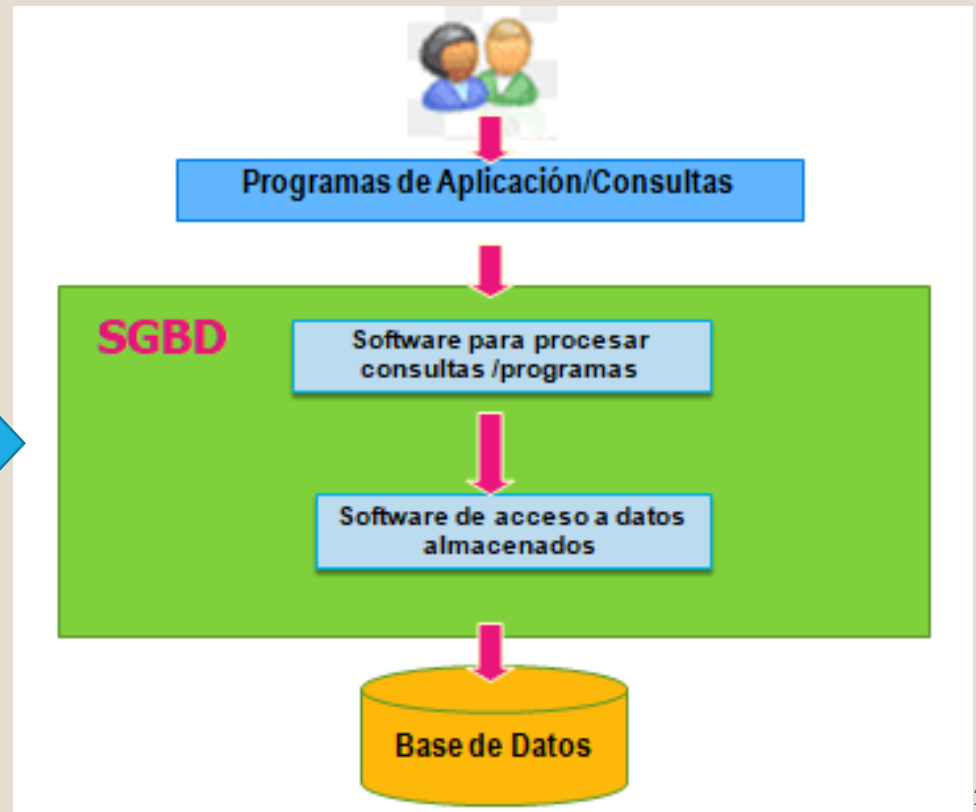 Programas de Aplicación/Consultas
SGBD
Software para procesar
consultas /programas
Software de acceso a datos
almacenados
Base de Datos